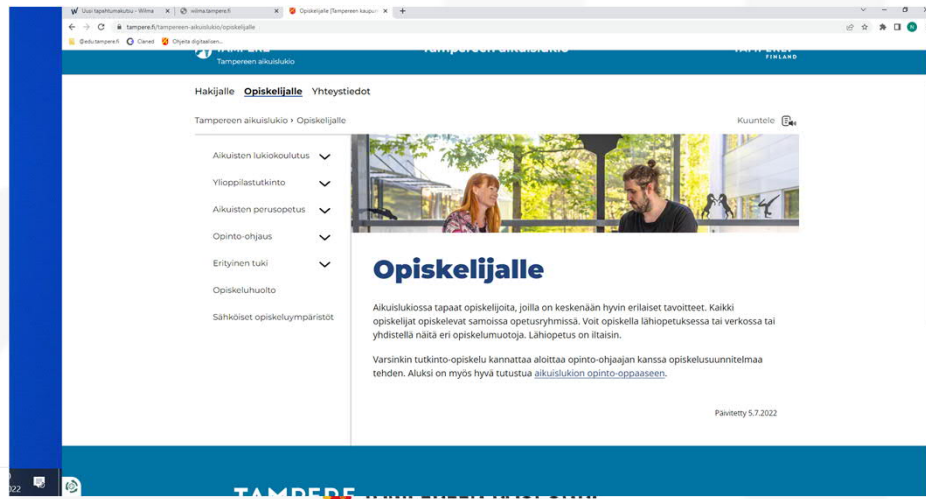 Uusi tapahtumakutsu - Wilma
wilma.tampere.fi
Opiskelijalle |Tampereen kaupun
tampere.fi/tampereen-aikuislukio/opiskelijalle
@edu.tampere.fi Claned Ohjeita digitaalisen...
Tampereen aikuislukio
FINLAND
Hakijalle Opiskelijalle Yhteystiedot
Tampereen aikuislukio › Opiskelijalle
Kuuntele
Aikuisten lukiokoulutus
Ylioppilastutkinto
Aikuisten perusopetus
Opinto-ohjaus
Erityinen tuki
Opiskeluhuolto
Sähköiset opiskeluympäristöt
Opiskelijalle
Aikuislukiossa tapaat opiskelijoita, joilla on keskenään hyvin erilaiset tavoitteet. Kaikki
opiskelijat opiskelevat samoissa opetusryhmissä. Voit opiskella lähiopetuksessa tai verkossa tai
yhdistellä näitä eri opiskelumuotoja. Lähiopetus on iltaisin.
Varsinkin tutkinto-opiskelu kannattaa aloittaa opinto-ohjaajan kanssa opiskelusuunnitelmaa
tehden. Aluksi on myös hyvä tutustua aikuislukion opinto-oppaaseen.
Päivitetty 5.7.2022
022